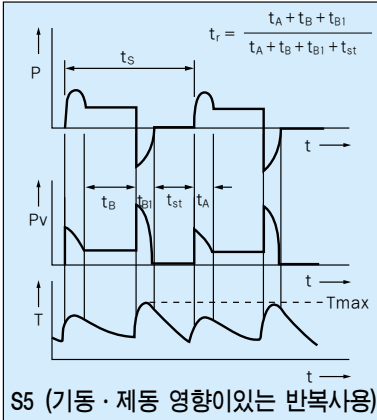 tr = tA + tB + tB1 / tA + tB + tB1 + tst
P
tS
t
Pv
tB
tB1
tst
tA
t
T
Tmax
t
S5 (기동 · 제동 영향이있는 반복사용)